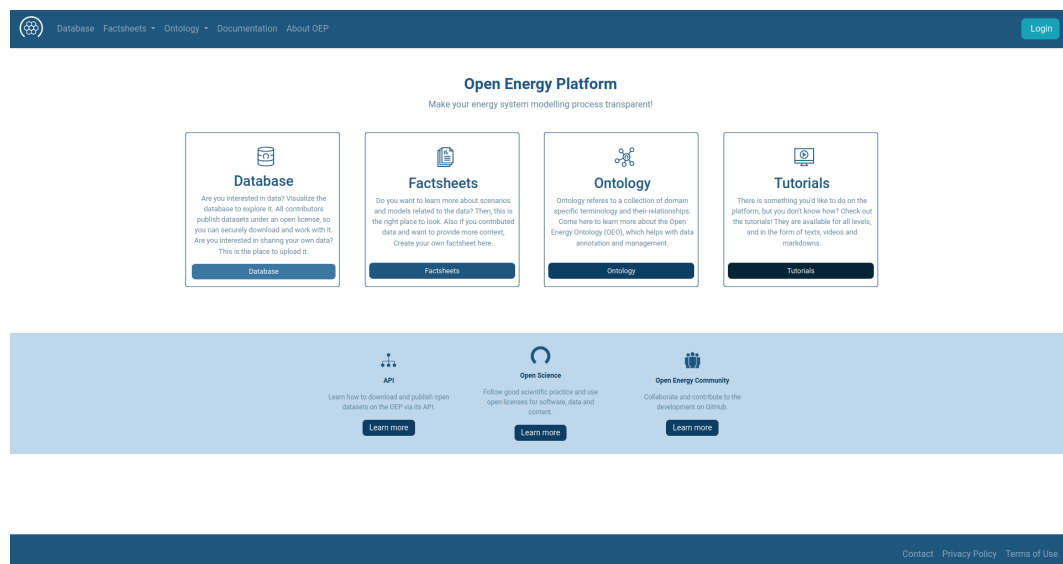 Database Factsheets Ontology Documentation About OEP
Login
Open Energy Platform
Make your energy system modelling process transparent!
Database
Are you interested in data? Visualize the
database to explore it. All contributors
publish datasets under an open license, so
you can securely download and work with it.
Are you interested in sharing your own data?
This is the place to upload it.
Database
Factsheets
Do you want to learn more about scenarios
and models related to the data? Then, this is
the right place to look. Also if you contributed
data and want to provide more context,
Create your own factsheet here.
Factsheets
Ontology
Ontology referes to a collection of domain
specific terminology and their relationships.
Come here to learn more about the Open
Energy Ontology (OEO), which helps with data
annotation and management.
Ontology
Tutorials
There is something you'd like to do on the
platform, but you don't know how? Check out
the tutorials! They are available for all levels,
and in the form of texts, videos and
markdowns.
Tutorials
API
Learn how to download and publish open
datasets on the OEP via its API.
Learn more
Open Science
Follow good scientific practice and use
open licenses for software, data and
content.
Learn more
Open Energy Community
Collaborate and contribute to the
development on GitHub.
Learn more
Contact Privacy Policy Terms of Use